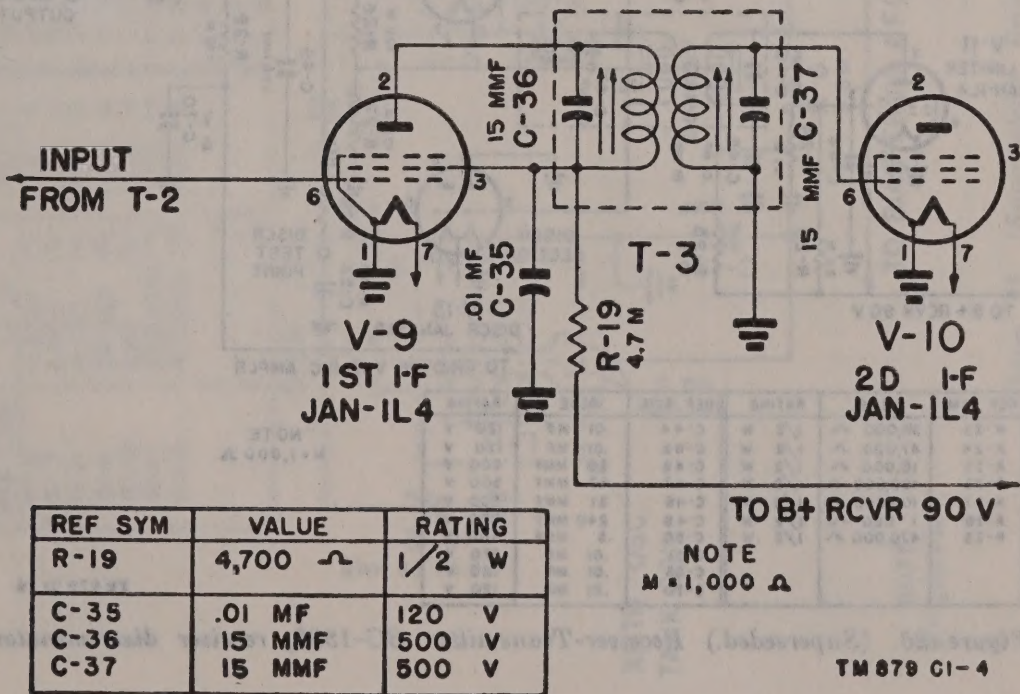 2
2
3
6
3
6
1
7
1
7
INPUT
FROM T-2
15 MMF
C-36
C-37
15 MMF
.01 MF
C-35
T-3
R-19
4.7 M
V-9
1ST I-F
JAN-1L4
V-10
2D I-F
JAN-1L4
TO B+ RCVR 90 V
REF SYM VALUE RATING
R-19 4,700 Ω 1/2 W
C-35 .01 MF 120 V
C-36 15 MMF 500 V
C-37 15 MMF 500 V
NOTE
M=1,000 Ω
TM 879 C1-4